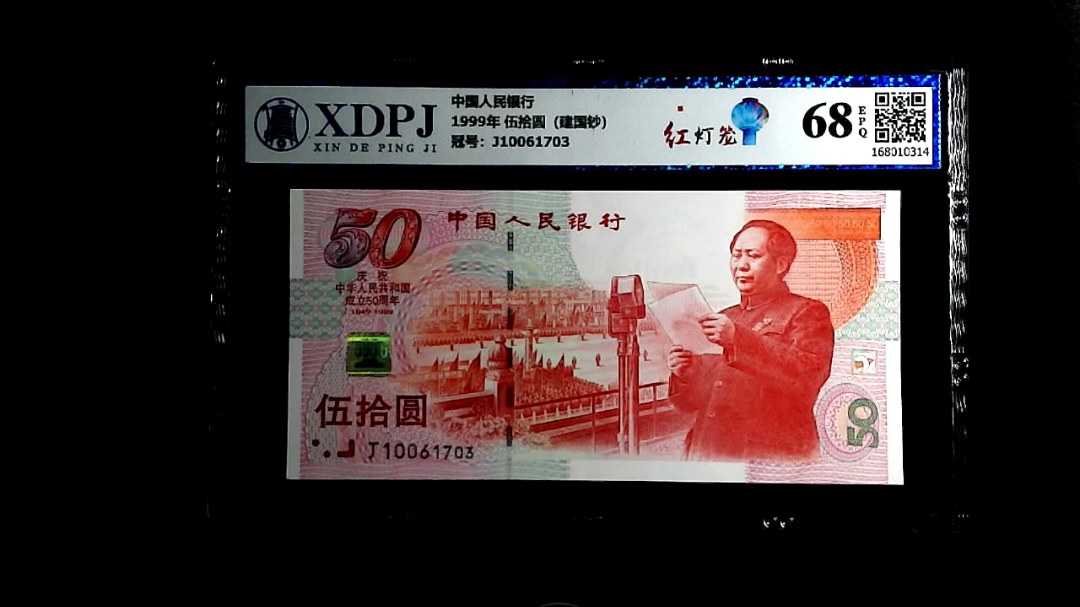 XDPJ
XIN DE PING JI
中国人民银行
1999年 伍拾圆（建国钞）
冠号：J10061703
红灯笼
68
EPQ
168010314
50
中国人民银行
庆祝
中华人民共和国
成立50周年
1949-1999
伍拾圆
J10061703
50